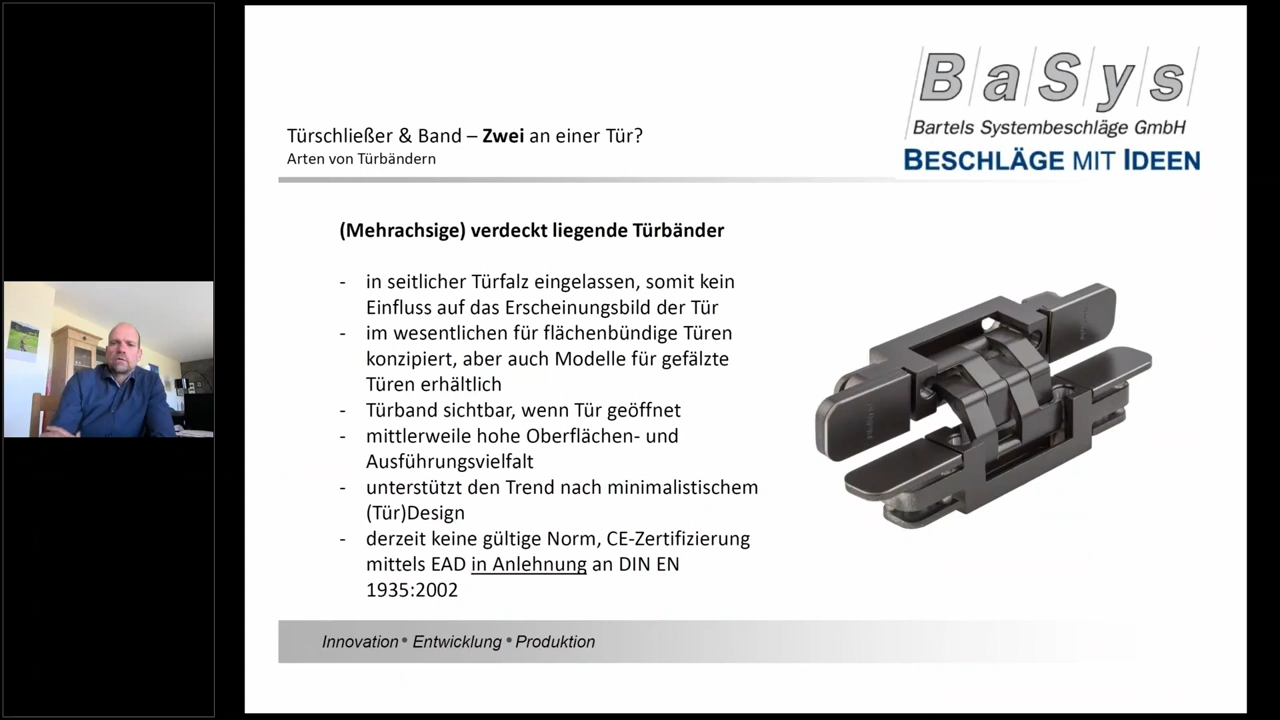 BaSys
Bartels Systembeschläge GmbH
BESCHLÄGE MIT IDEEN
Türschließer & Band – Zwei an einer Tür?
Arten von Türbändern
(Mehrachsige) verdeckt liegende Türbänder
- in seitlicher Türfalz eingelassen, somit kein
Einfluss auf das Erscheinungsbild der Tür
- im wesentlichen für flächenbündige Türen
konzipiert, aber auch Modelle für gefälzte
Türen erhältlich
- Türband sichtbar, wenn Tür geöffnet
- mittlerweile hohe Oberflächen- und
Ausführungsvielfalt
- unterstützt den Trend nach minimalistischem
(Tür)Design
- derzeit keine gültige Norm, CE-Zertifizierung
mittels EAD in Anlehnung an DIN EN
1935:2002
Innovation • Entwicklung • Produktion